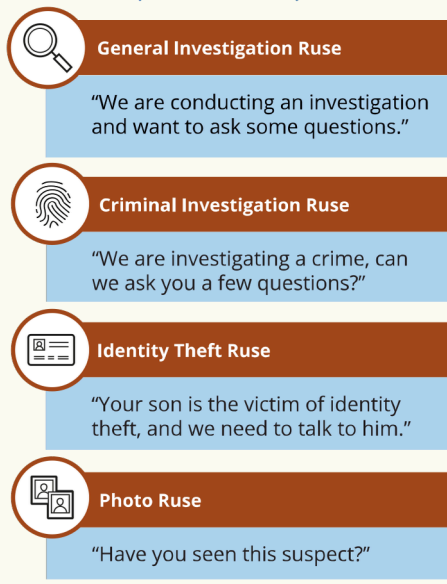 General Investigation Ruse
“We are conducting an investigation
and want to ask some questions.”
Criminal Investigation Ruse
“We are investigating a crime, can
we ask you a few questions?”
Identity Theft Ruse
“Your son is the victim of identity
theft, and we need to talk to him.”
Photo Ruse
“Have you seen this suspect?”